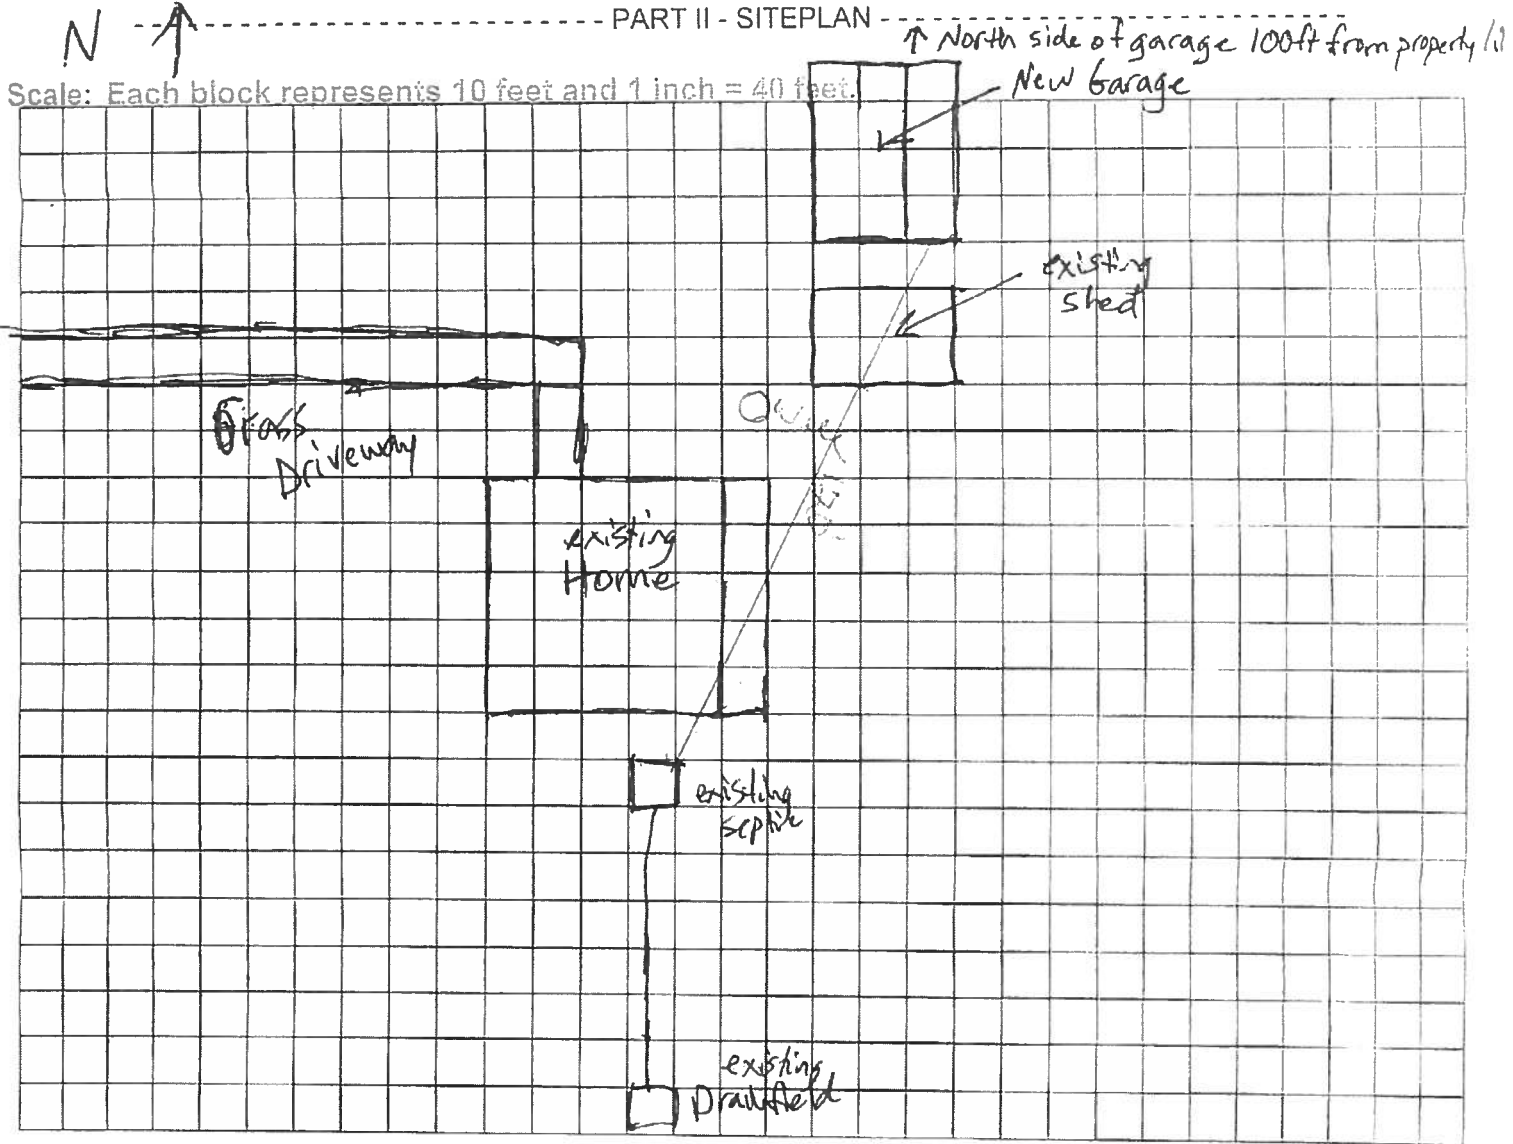 N
PART II - SITEPLAN
↑ North side of garage 100ft from property
Scale: Each block represents 10 feet and 1 inch = 40 feet.
New Garage
existing
shed
Grass
Driveway
existing
Home
existing
septic
existing
Drainfield